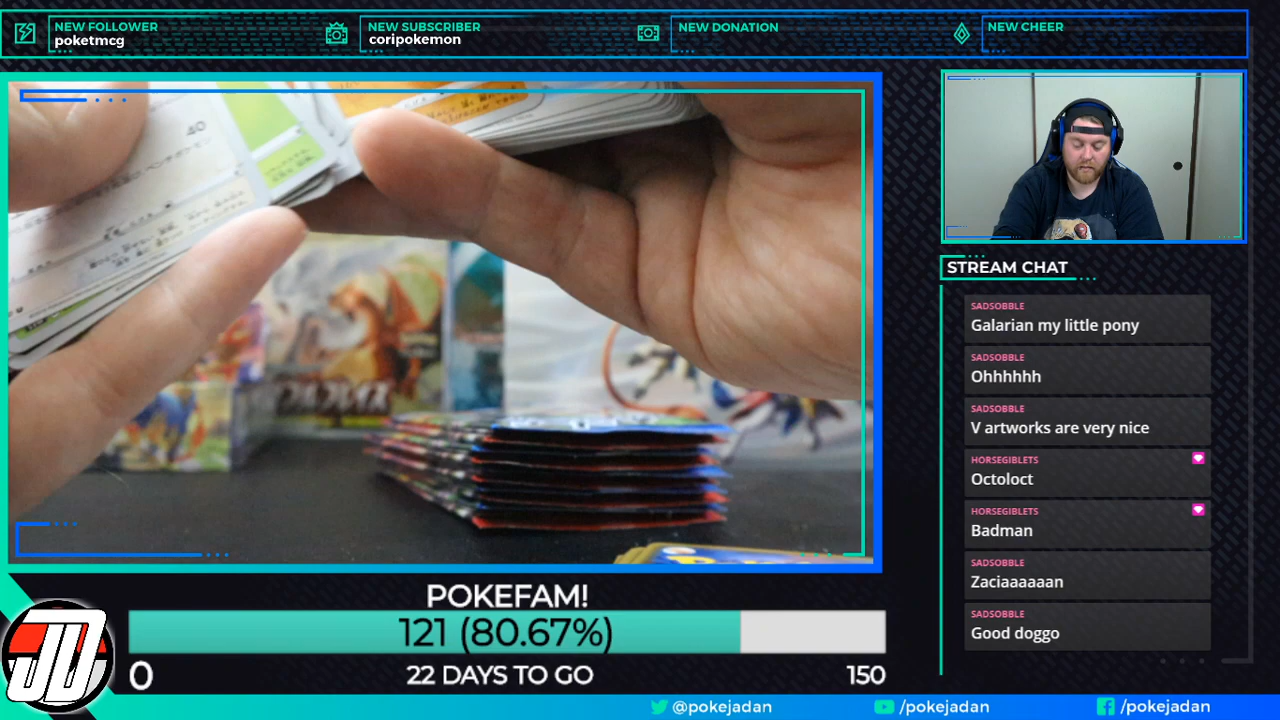 NEW FOLLOWER
poketmcg
NEW SUBSCRIBER
coripokemon
NEW DONATION
NEW CHEER
40
STREAM CHAT
SADSOBBLE
Galarian my little pony
SADSOBBLE
Ohhhhhh
SADSOBBLE
V artworks are very nice
HORSEGIBLETS
Octoloct
HORSEGIBLETS
Badman
SADSOBBLE
Zaciaaaaaan
SADSOBBLE
Good doggo
POKEFAM!
121 (80.67%)
0
22 DAYS TO GO
150
@pokejadan
/pokejadan
/pokejadan